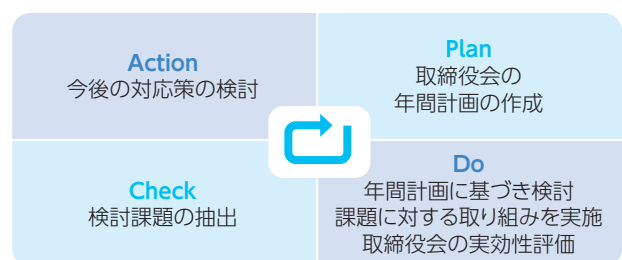 Action
今後の対応策の検討
Plan
取締役会の
年間計画の作成
Check
検討課題の抽出
Do
年間計画に基づき検討
課題に対する取り組みを実施
取締役会の実効性評価